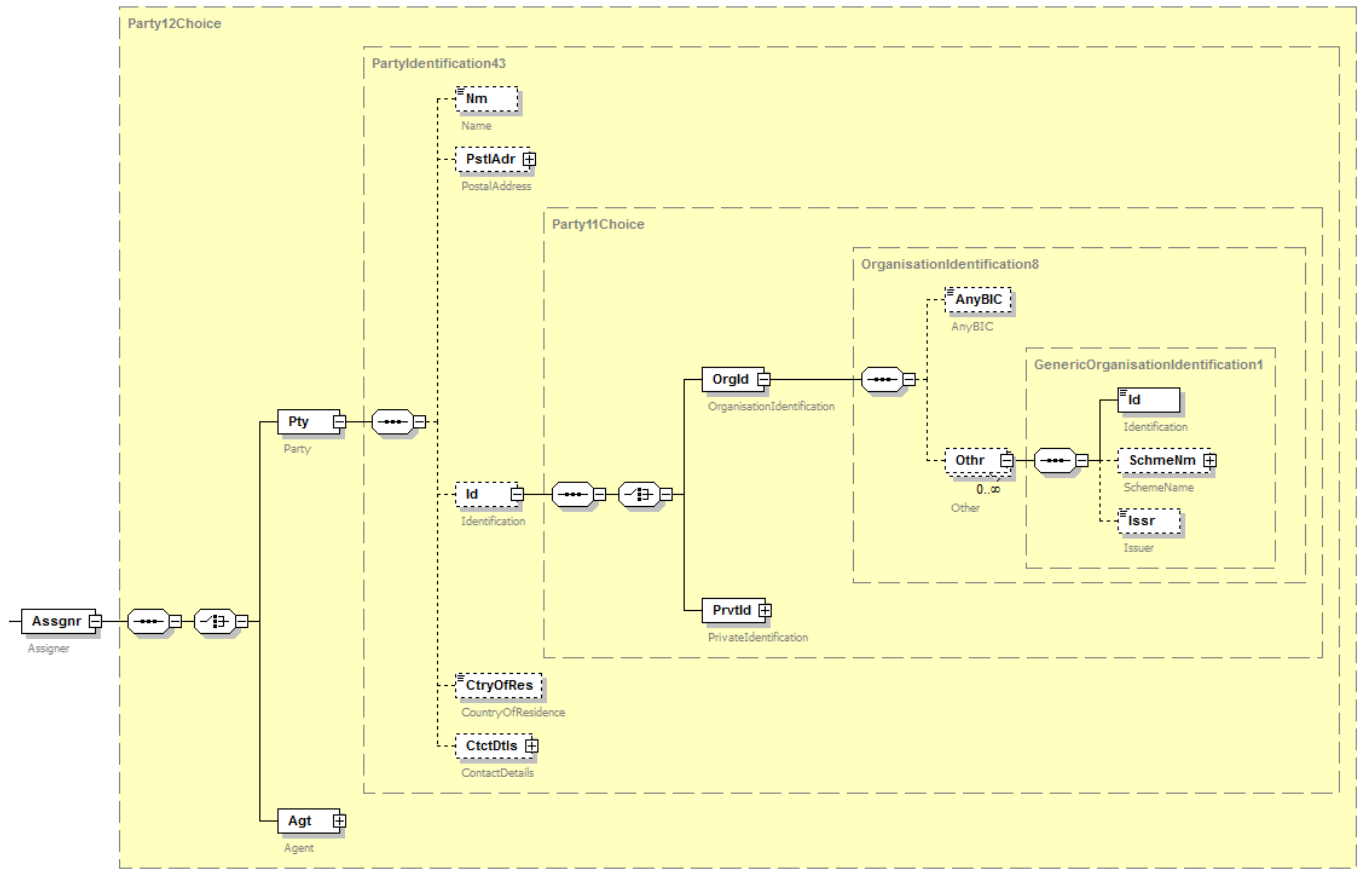 Party12Choice
PartyIdentification43
Nm
Name
PstlAdr
PostalAddress
Party11Choice
OrganisationIdentification8
AnyBIC
AnyBIC
GenericOrganisationIdentification1
OrgId
OrganisationIdentification
Id
Identification
Pty
Party
Othr
0..∞
Other
SchmeNm
SchemeName
Id
Identification
Issr
Issuer
Assgnr
Assigner
PrvtId
PrivateIdentification
CtryOfRes
CountryOfResidence
CtctDtls
ContactDetails
Agt
Agent